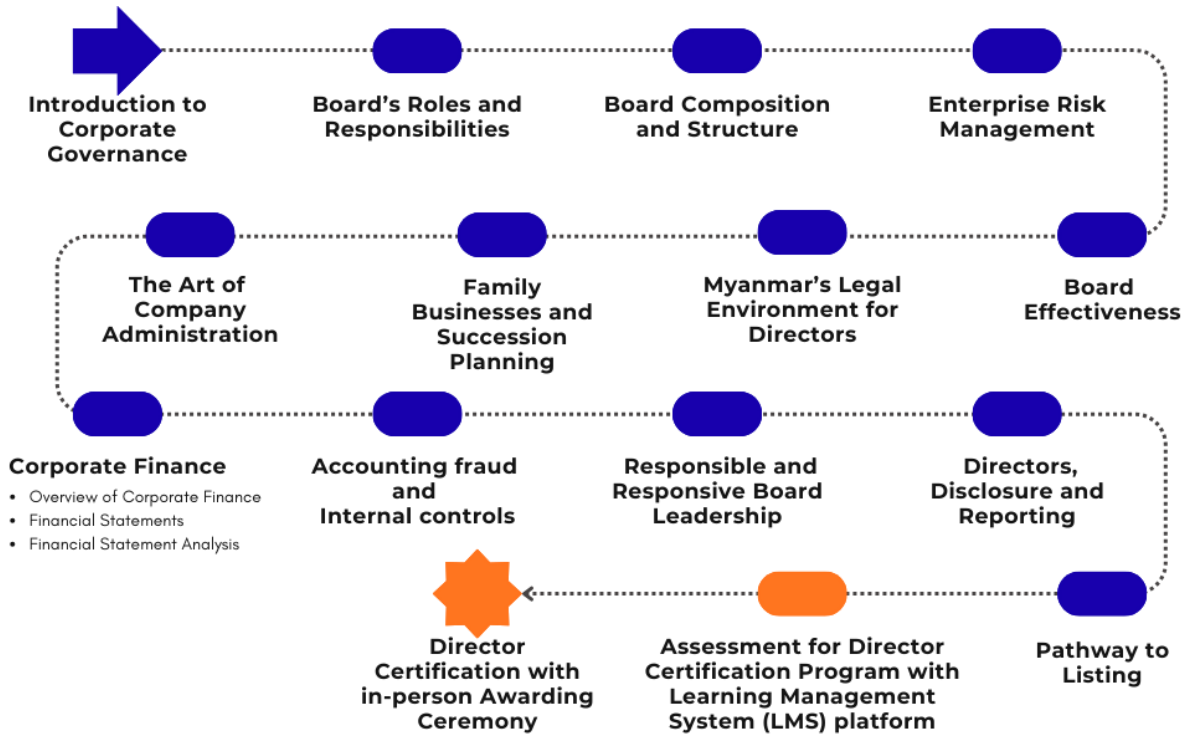 Introduction to
Corporate
Governance
Board's Roles and
Responsibilities
Board Composition
and Structure
Enterprise Risk
Management
Board
Effectiveness
Myanmar's Legal
Environment for
Directors
Family
Businesses and
Succession
Planning
The Art of
Company
Administration
Corporate Finance
• Overview of Corporate Finance
• Financial Statements
• Financial Statement Analysis
Accounting fraud
and
Internal controls
Responsible and
Responsive Board
Leadership
Directors,
Disclosure and
Reporting
Pathway to
Listing
Assessment for Director
Certification Program with
Learning Management
System (LMS) platform
Director
Certification with
in-person Awarding
Ceremony